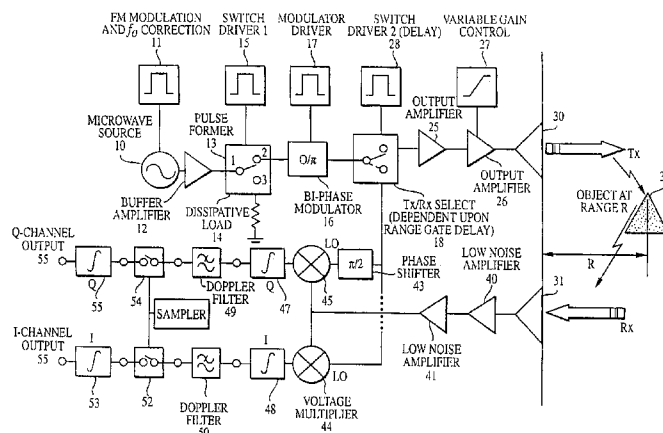 FM MODULATION
AND f0 CORRECTION
11
SWITCH
DRIVER 1
15
MODULATOR
DRIVER
17
SWITCH
DRIVER 2 (DELAY)
28
VARIABLE GAIN
CONTROL
27
MICROWAVE
SOURCE
10
PULSE
FORMER
13
1
2
3
O/π
OUTPUT
AMPLIFIER
25
30
Tx
BUFFER
AMPLIFIER
12
DISSIPATIVE
LOAD
14
BI-PHASE
MODULATOR
16
Tx/Rx SELECT
(DEPENDENT UPON
RANGE GATE DELAY)
18
OUTPUT
AMPLIFIER
26
OBJECT AT
RANGE R
3
Q-CHANNEL
OUTPUT
55
∫
Q
55
54
DOPPLER
FILTER
49
∫
Q
47
LO
45
π/2
PHASE
SHIFTER
43
LOW NOISE
AMPLIFIER
40
31
R
SAMPLER
LOW NOISE
AMPLIFIER
41
Rx
I-CHANNEL
OUTPUT
55
I
∫
53
52
DOPPLER
FILTER
50
I
∫
48
LO
VOLTAGE
MULTIPLIER
44